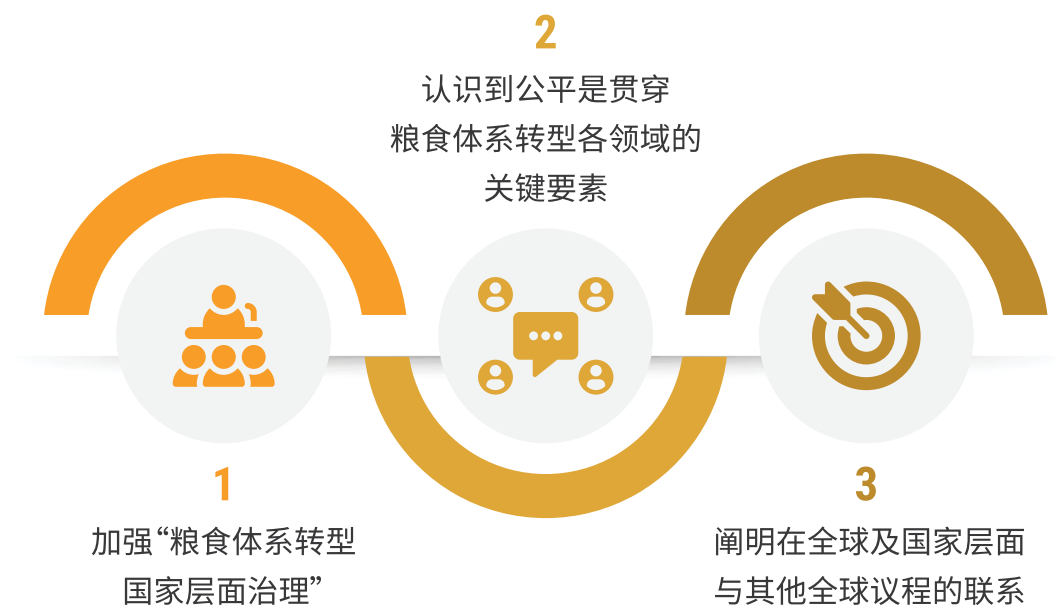 1
加强“粮食体系转型
国家层面治理”
2
认识到公平是贯穿
粮食体系转型各领域的
关键要素
3
阐明在全球及国家层面
与其他全球议程的联系